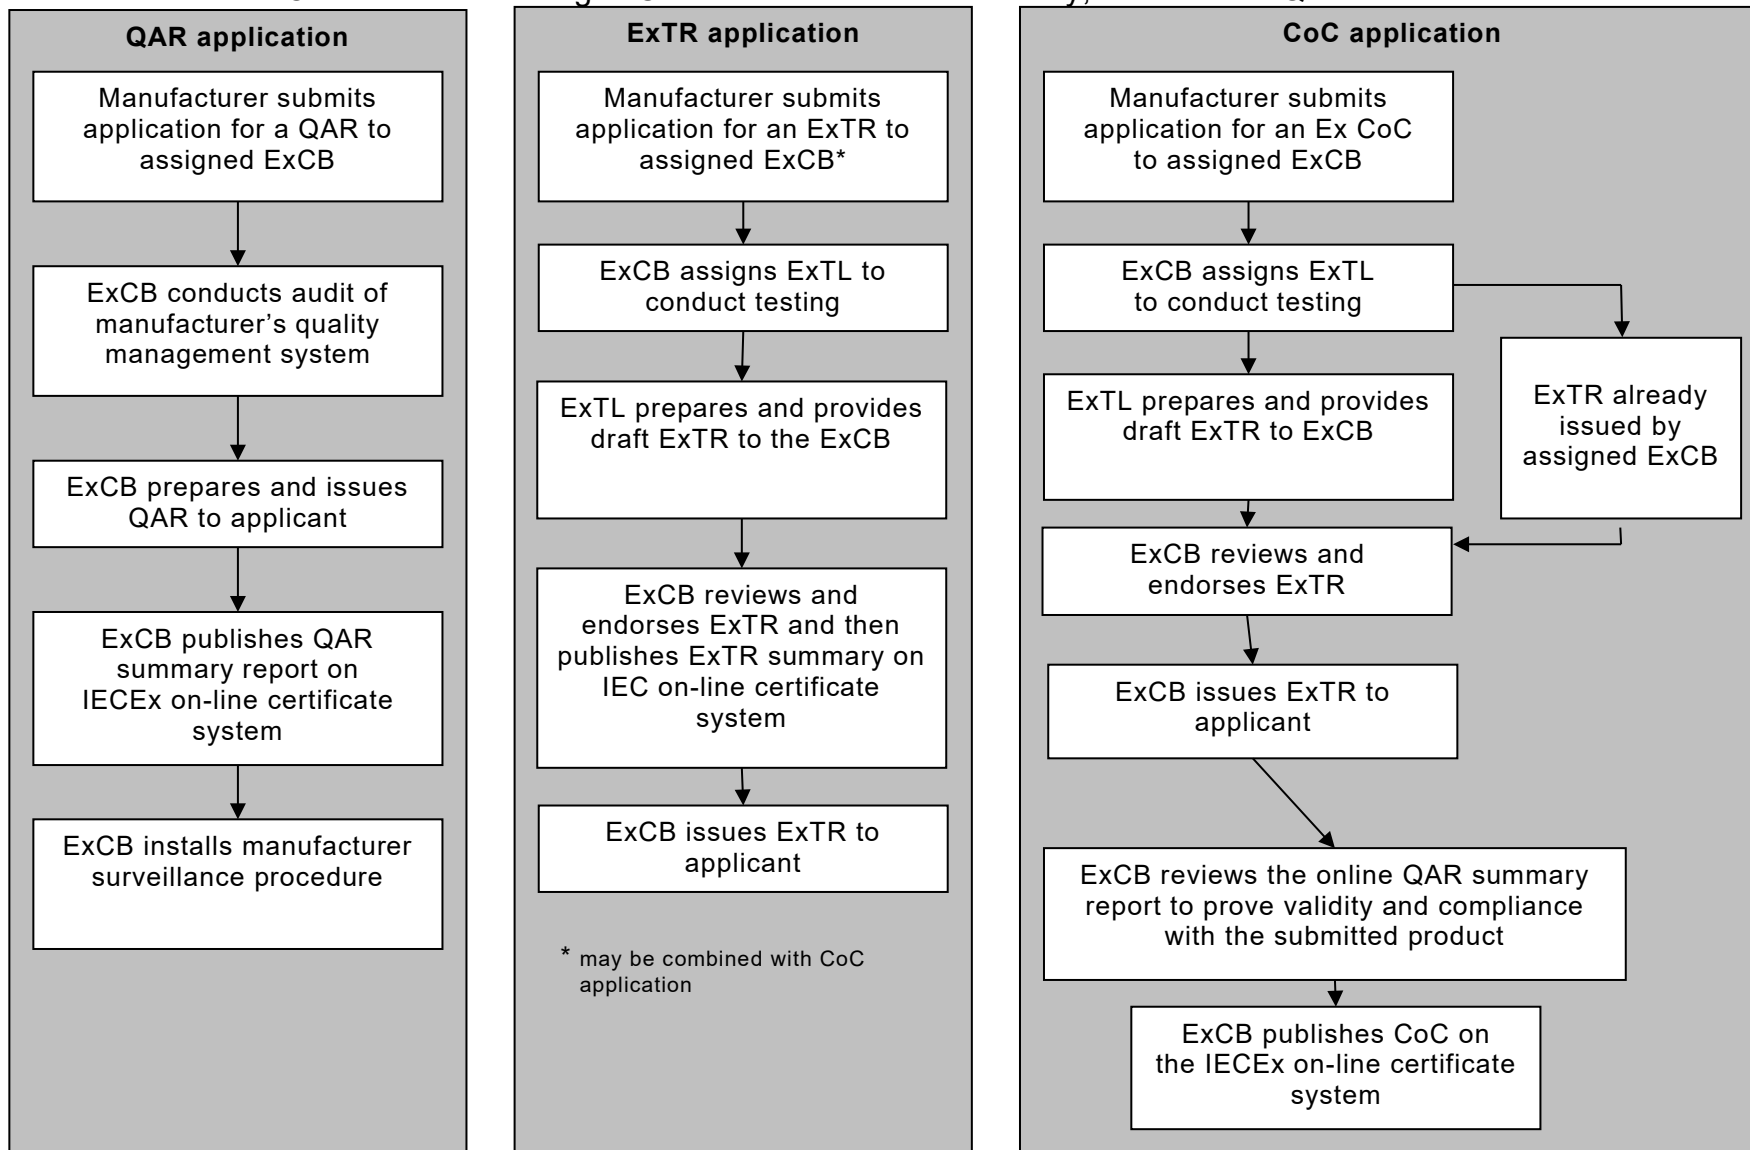 QAR application
Manufacturer submits
application for a QAR to
assigned ExCB
ExCB conducts audit of
manufacturer’s quality
management system
ExCB prepares and issues
QAR to applicant
ExCB publishes QAR
summary report on
IECEx on-line certificate
system
ExCB installs manufacturer
surveillance procedure
ExTR application
Manufacturer submits
application for an ExTR to
assigned ExCB*
ExCB assigns ExTL to
conduct testing
ExTL prepares and provides
draft ExTR to the ExCB
ExCB reviews and
endorses ExTR and then
publishes ExTR summary on
IEC on-line certificate
system
ExCB issues ExTR to
applicant
* may be combined with CoC
application
CoC application
Manufacturer submits
application for an Ex CoC
to assigned ExCB
ExCB assigns ExTL
to conduct testing
ExTL prepares and provides
draft ExTR to ExCB
ExTR already
issued by
assigned ExCB
ExCB reviews and
endorses ExTR
ExCB issues ExTR to
applicant
ExCB reviews the online QAR summary
report to prove validity and compliance
with the submitted product
ExCB publishes CoC on
the IECEx on-line certificate
system